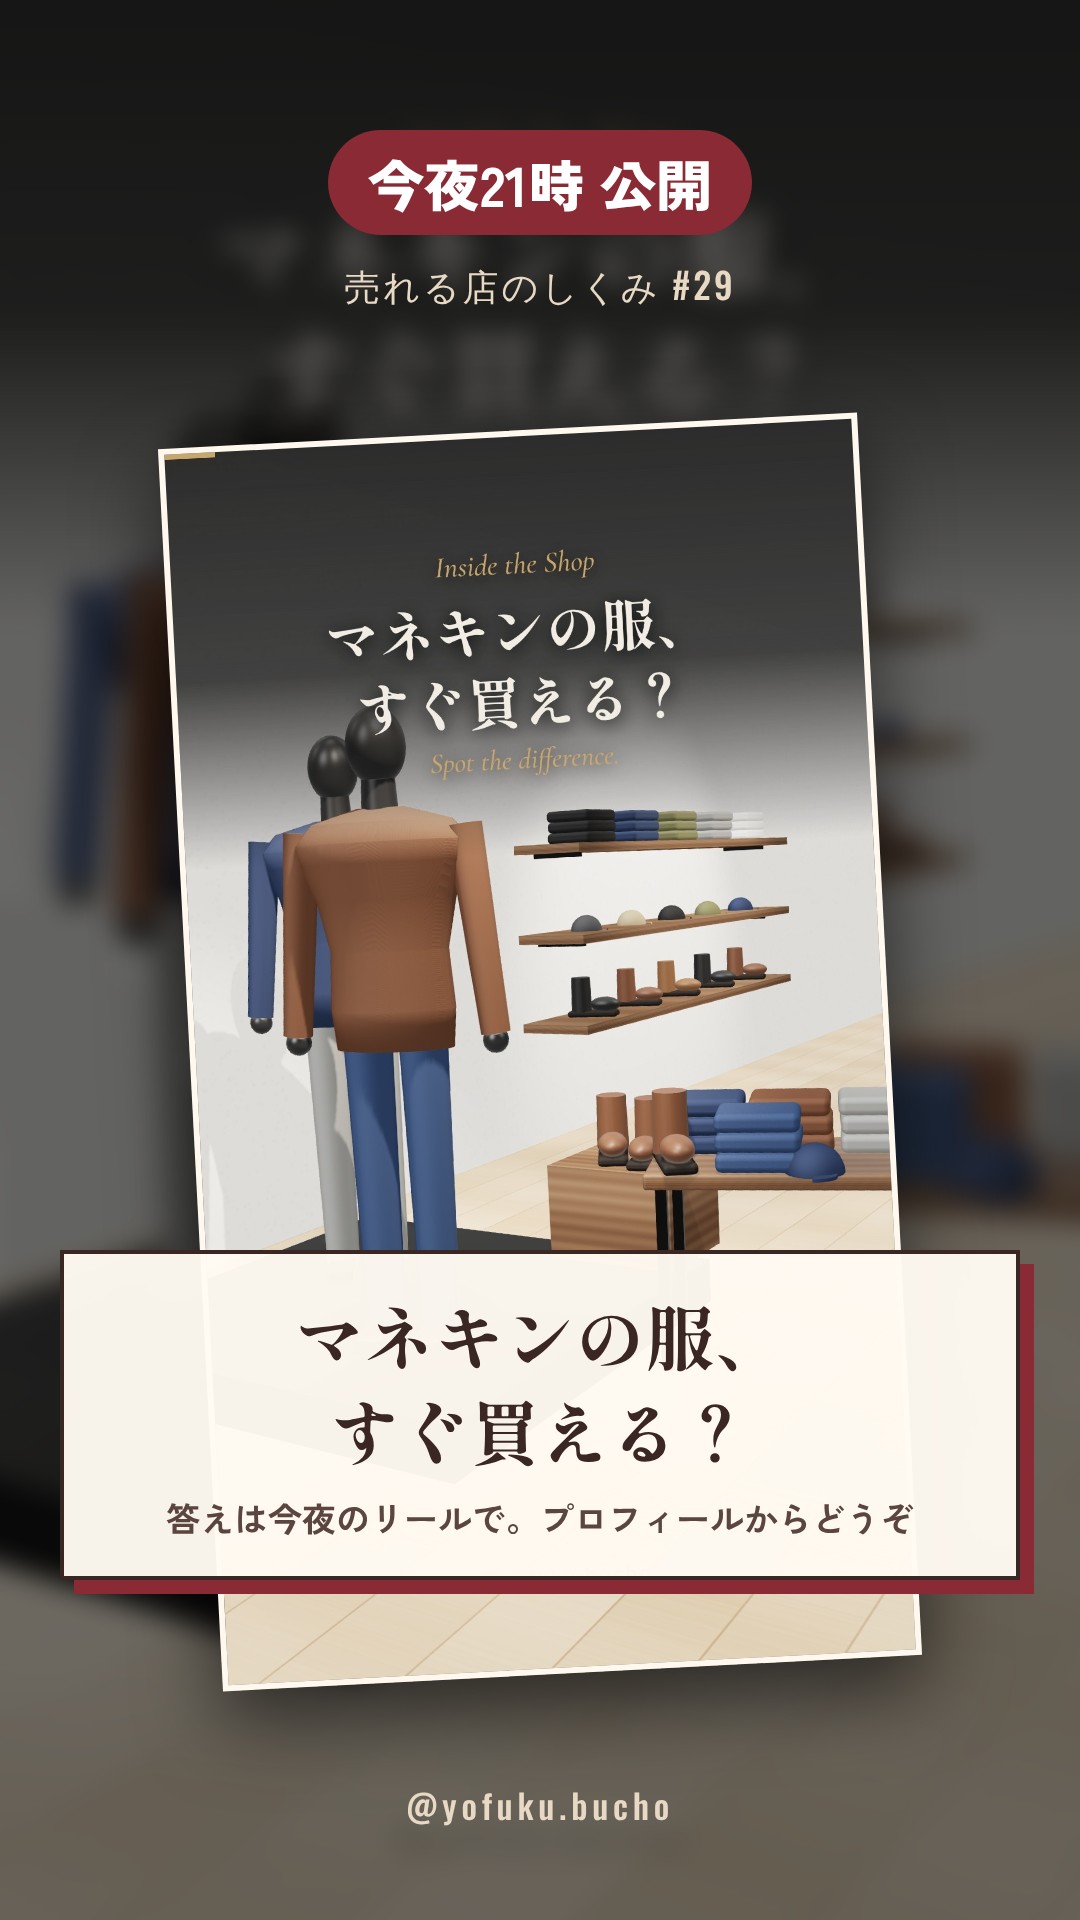 今夜21時 公開
売れる店のしくみ #29
Inside the Shop
マネキンの服、
すぐ買える？
Spot the difference.
マネキンの服、
すぐ買える？
答えは今夜のリールで。プロフィールからどうぞ
@yofuku.bucho